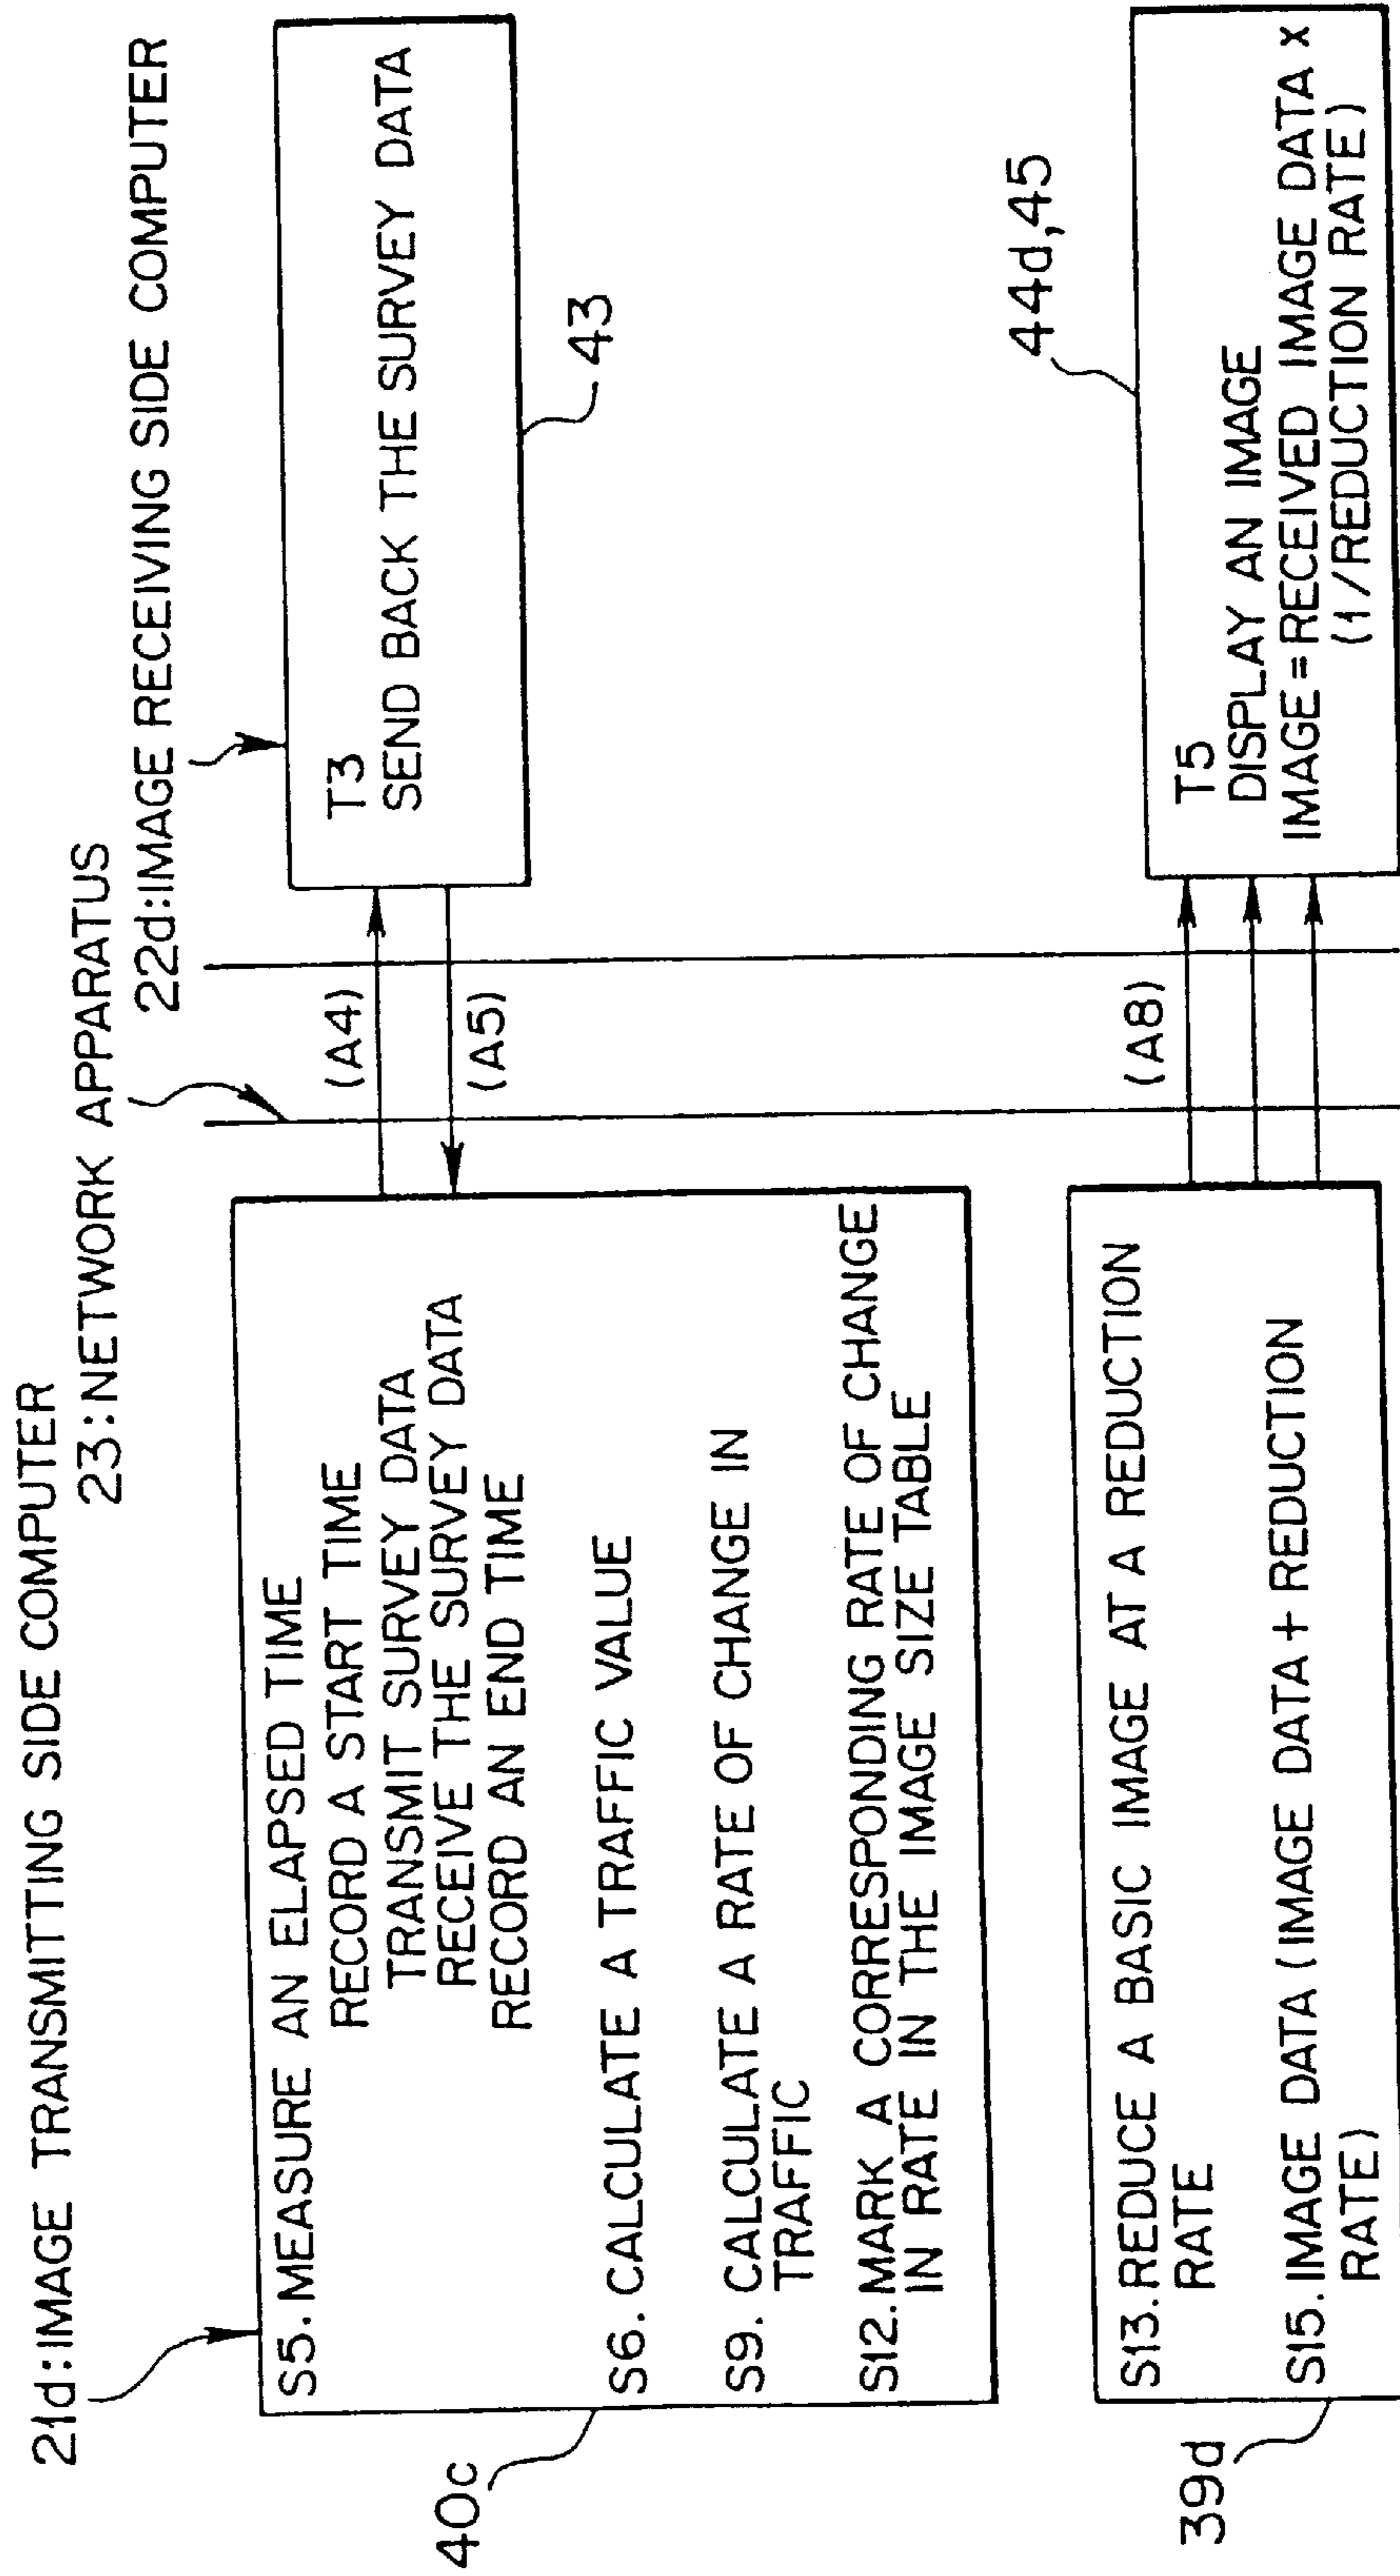 21d:IMAGE TRANSMITTING SIDE COMPUTER
23:NETWORK APPARATUS
22d:IMAGE RECEIVING SIDE COMPUTER
40c
S5. MEASURE AN ELAPSED TIME
RECORD A START TIME
TRANSMIT SURVEY DATA
RECEIVE THE SURVEY DATA
RECORD AN END TIME
S6. CALCULATE A TRAFFIC VALUE
S9. CALCULATE A RATE OF CHANGE IN
TRAFFIC
S12. MARK A CORRESPONDING RATE OF CHANGE
IN RATE IN THE IMAGE SIZE TABLE
(A4)
(A5)
T3
SEND BACK THE SURVEY DATA
43
39d
S13. REDUCE A BASIC IMAGE AT A REDUCTION
RATE
S15. IMAGE DATA (IMAGE DATA + REDUCTION
RATE)
(A8)
44d,45
T5
DISPLAY AN IMAGE
IMAGE = RECEIVED IMAGE DATA x
(1/REDUCTION RATE)